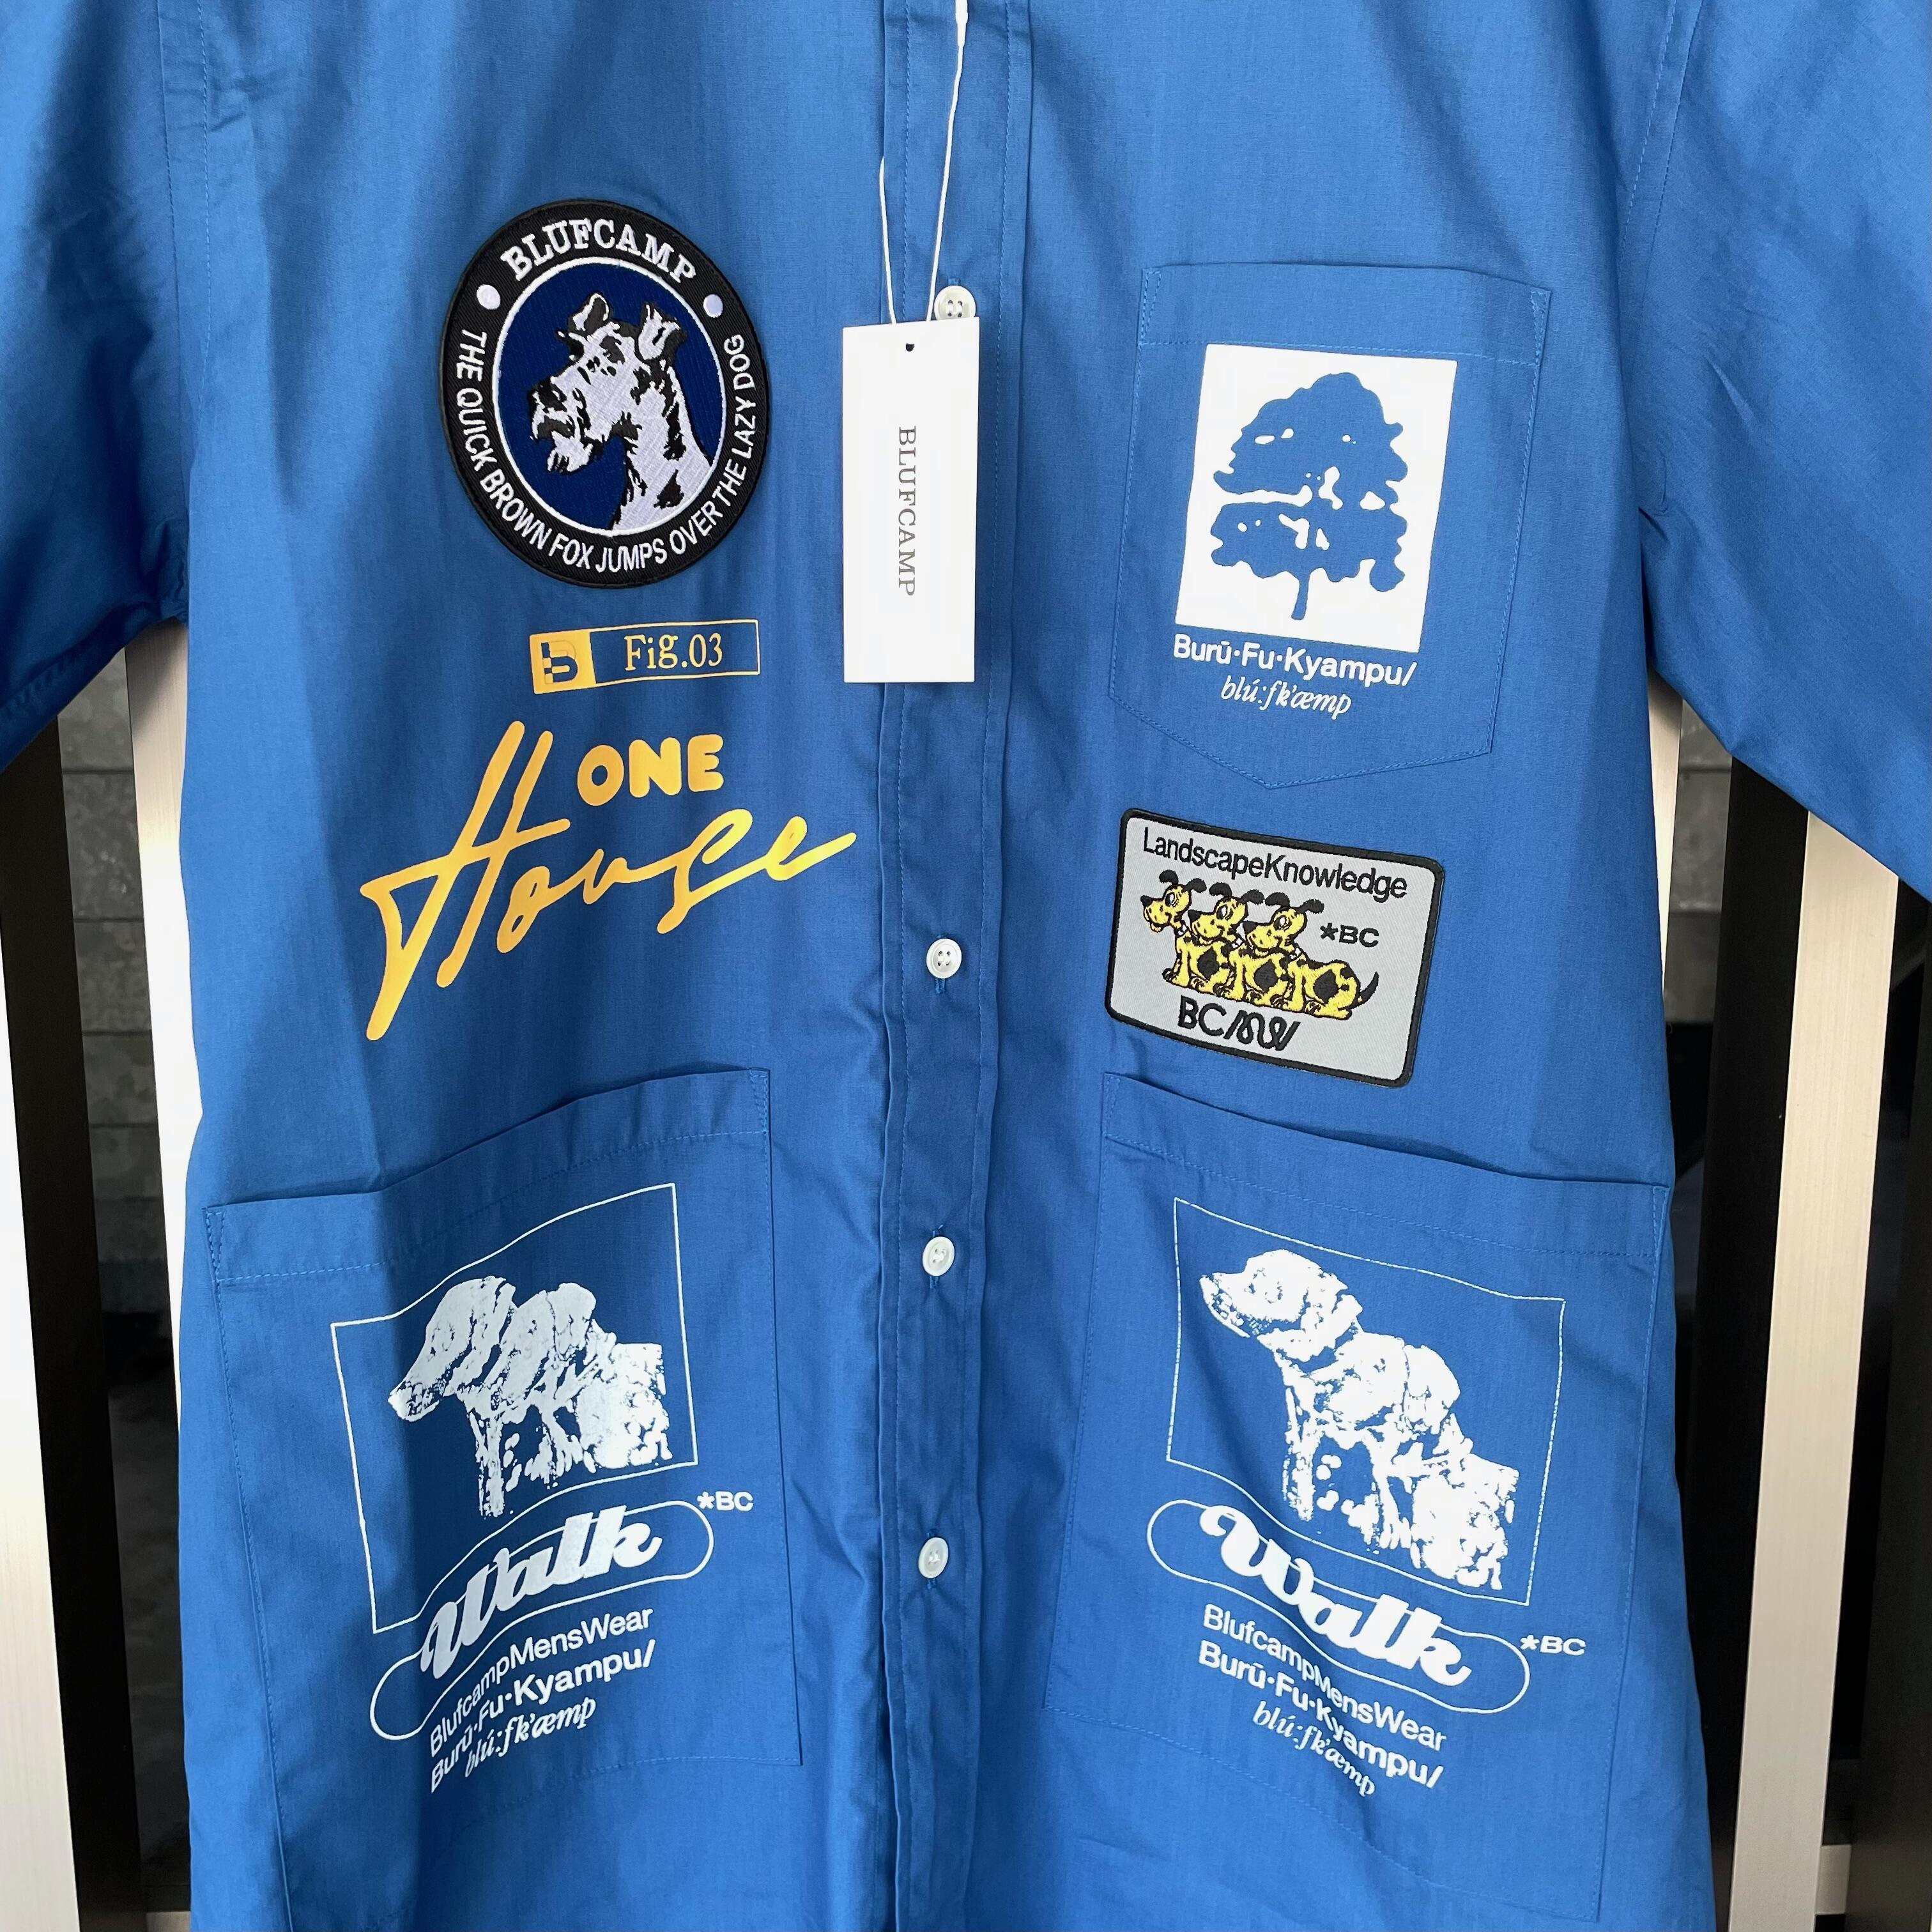 BLUFCAMP
THE QUICK BROWN FOX JUMPS OVER THE LAZY DOG
BLUFCAMP
Fig.03
ONE
House
Burū·Fu·Kyampu/
blú:fk'æmp
LandscapeKnowledge
*BC
BC/
Walk
*BC
BlufcampMensWear
Burū·Fu·Kyampu/
blú:fk'æmp
Walk
*BC
BlufcampMensWear
Burū·Fu·Kyampu/
blú:fk'æmp